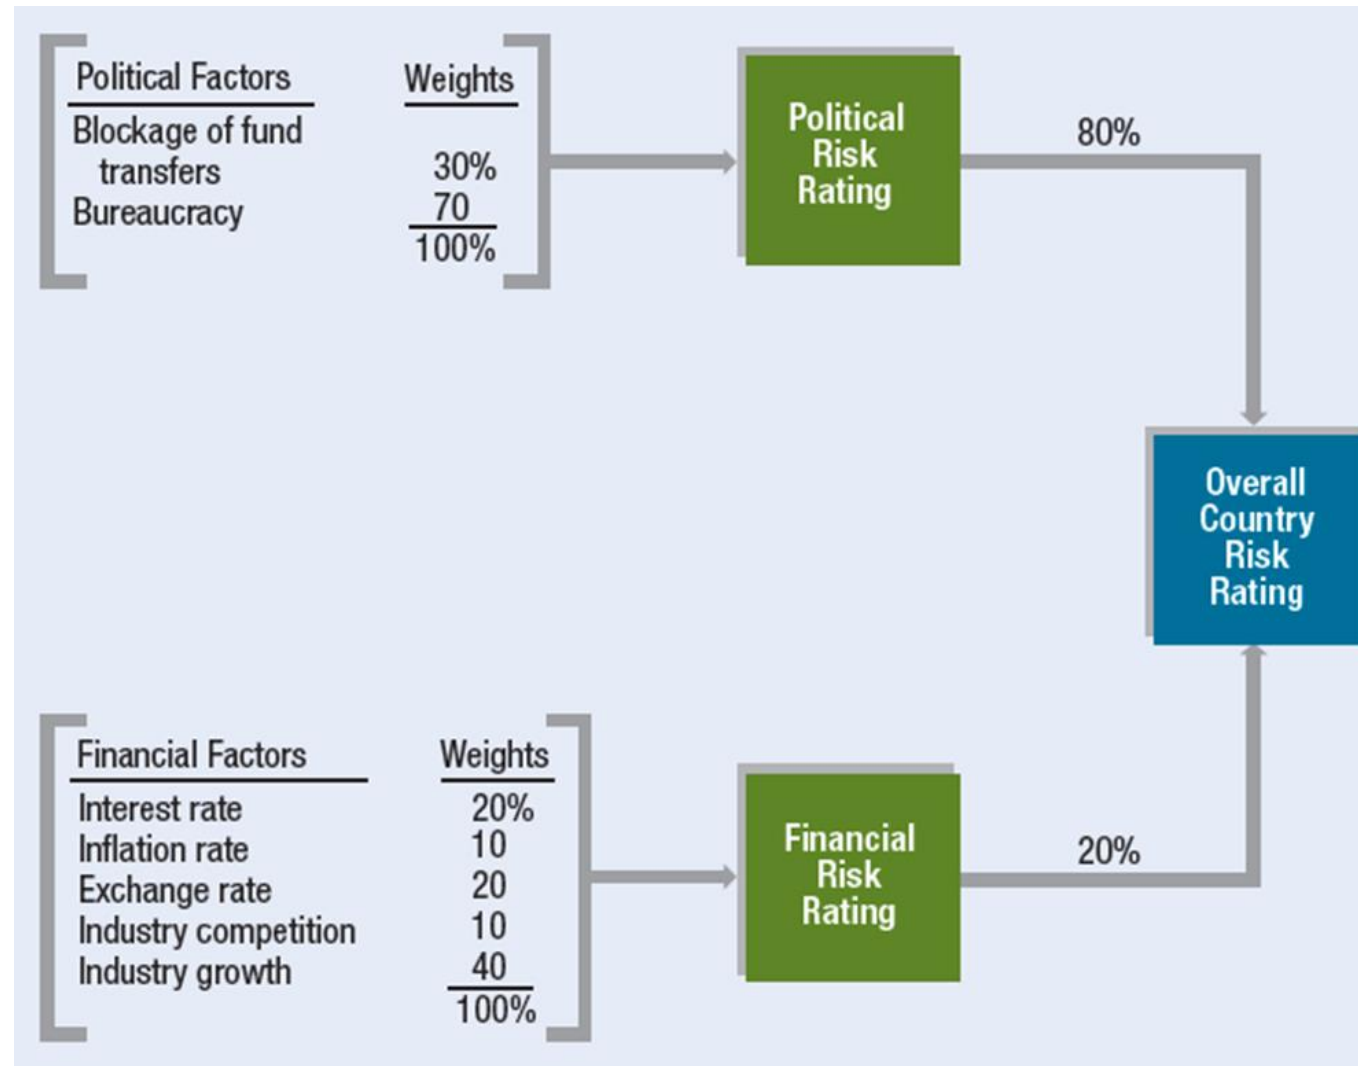 Political Factors Weights
Blockage of fund
transfers 30%
Bureaucracy 70
100%
Political
Risk
Rating
80%
Overall
Country
Risk
Rating
Financial Factors Weights
Interest rate 20%
Inflation rate 10
Exchange rate 20
Industry competition 10
Industry growth 40
100%
Financial
Risk
Rating
20%